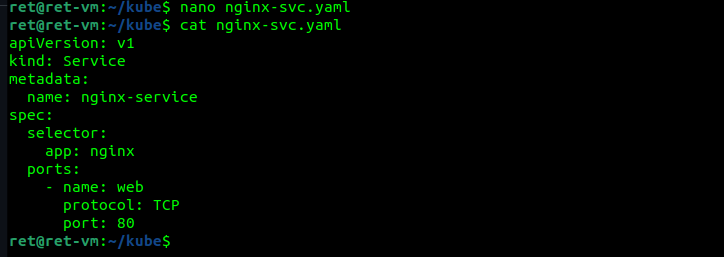 ret@ret-vm:~/kube$ nano nginx-svc.yaml
ret@ret-vm:~/kube$ cat nginx-svc.yaml
apiVersion: v1
kind: Service
metadata:
  name: nginx-service
spec:
  selector:
    app: nginx
  ports:
    - name: web
      protocol: TCP
      port: 80
ret@ret-vm:~/kube$